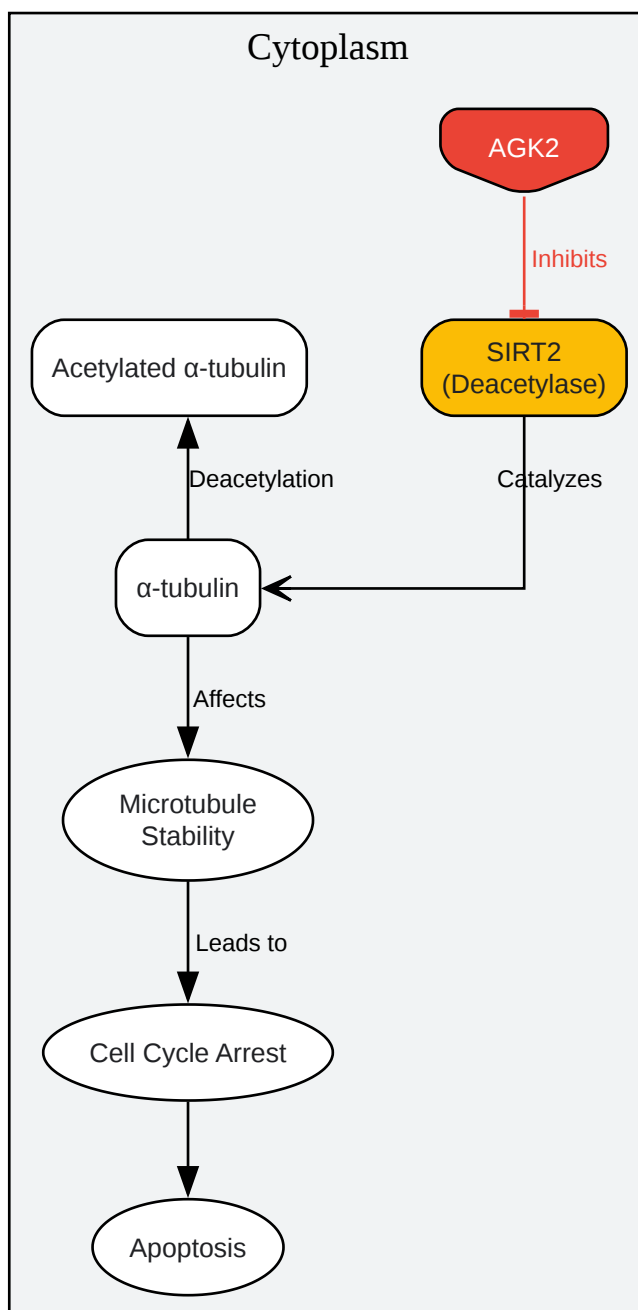 Cytoplasm
AGK2
Inhibits
Acetylated α-tubulin
SIRT2
(Deacetylase)
Deacetylation
Catalyzes
α-tubulin
Affects
Microtubule
Stability
Leads to
Cell Cycle Arrest
Apoptosis